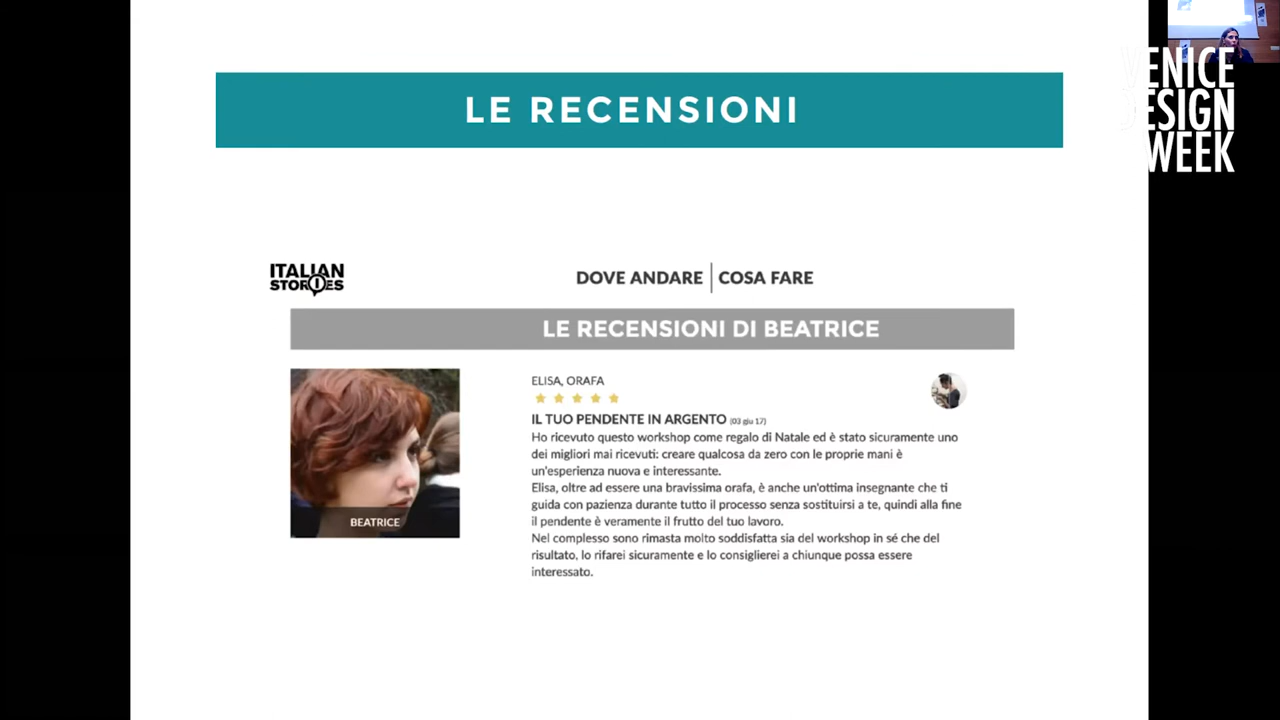 LE RECENSIONI
VENICE
DESIGN
WEEK
ITALIAN
STORIES
DOVE ANDARE | COSA FARE
LE RECENSIONI DI BEATRICE
BEATRICE
ELISA, ORAFA
IL TUO PENDENTE IN ARGENTO (03 giu 17)
Ho ricevuto questo workshop come regalo di Natale ed è stato sicuramente uno
dei migliori mai ricevuti: creare qualcosa da zero con le proprie mani è
un'esperienza nuova e interessante.
Elisa, oltre ad essere una bravissima orafa, è anche un'ottima insegnante che ti
guida con pazienza durante tutto il processo senza sostituirsi a te, quindi alla fine
il pendente è veramente il frutto del tuo lavoro.
Nel complesso sono rimasta molto soddisfatta sia del workshop in sé che del
risultato, lo rifarei sicuramente e lo consiglierei a chiunque possa essere
interessato.